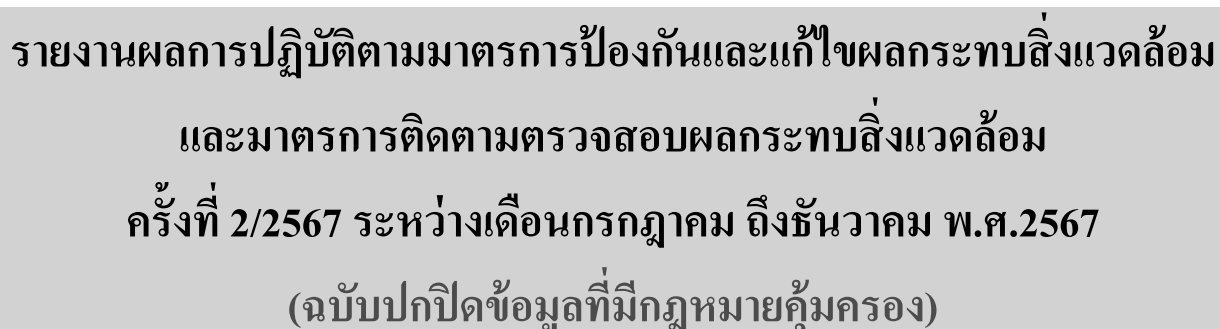 รายงานผลการปฏิบัติตามมาตรการป้องกันและแก้ไขผลกระทบสิ่งแวดล้อม
และมาตรการติดตามตรวจสอบผลกระทบสิ่งแวดล้อม
ครั้งที่ 2/2567 ระหว่างเดือนกรกฎาคม ถึงธันวาคม พ.ศ.2567
(ฉบับปกปิดข้อมูลที่มีกฎหมายคุ้มครอง)